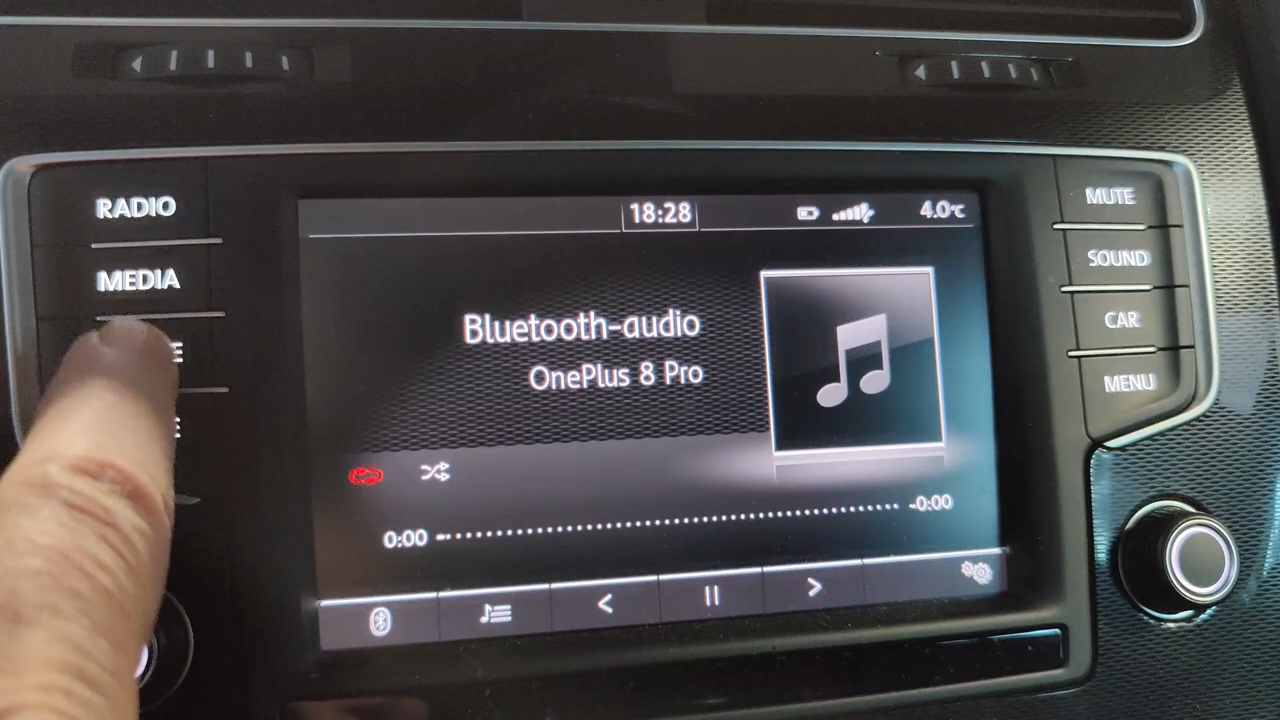 RADIO
MEDIA
E
E
18:28
4.0°C
Bluetooth-audio
OnePlus 8 Pro
0:00
-0:00
MUTE
SOUND
CAR
MENU